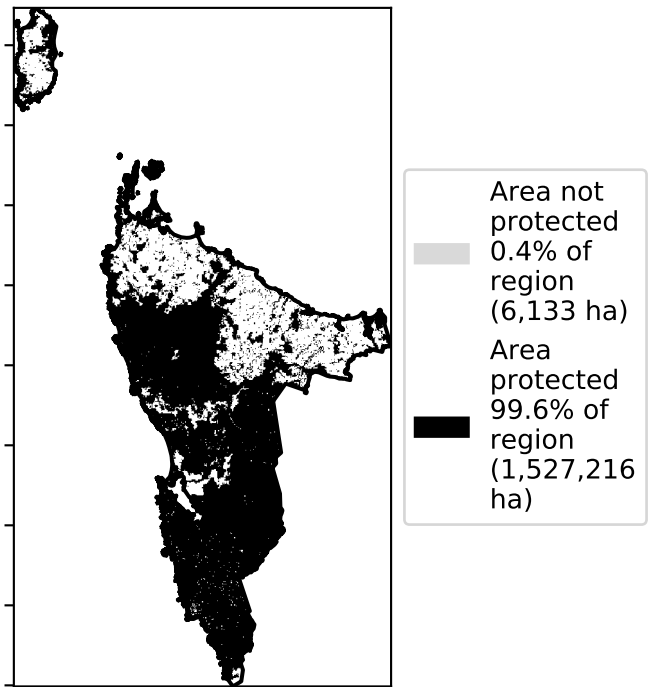 Area not
protected
0.4% of
region
(6,133 ha)
Area
protected
99.6% of
region
(1,527,216
ha)